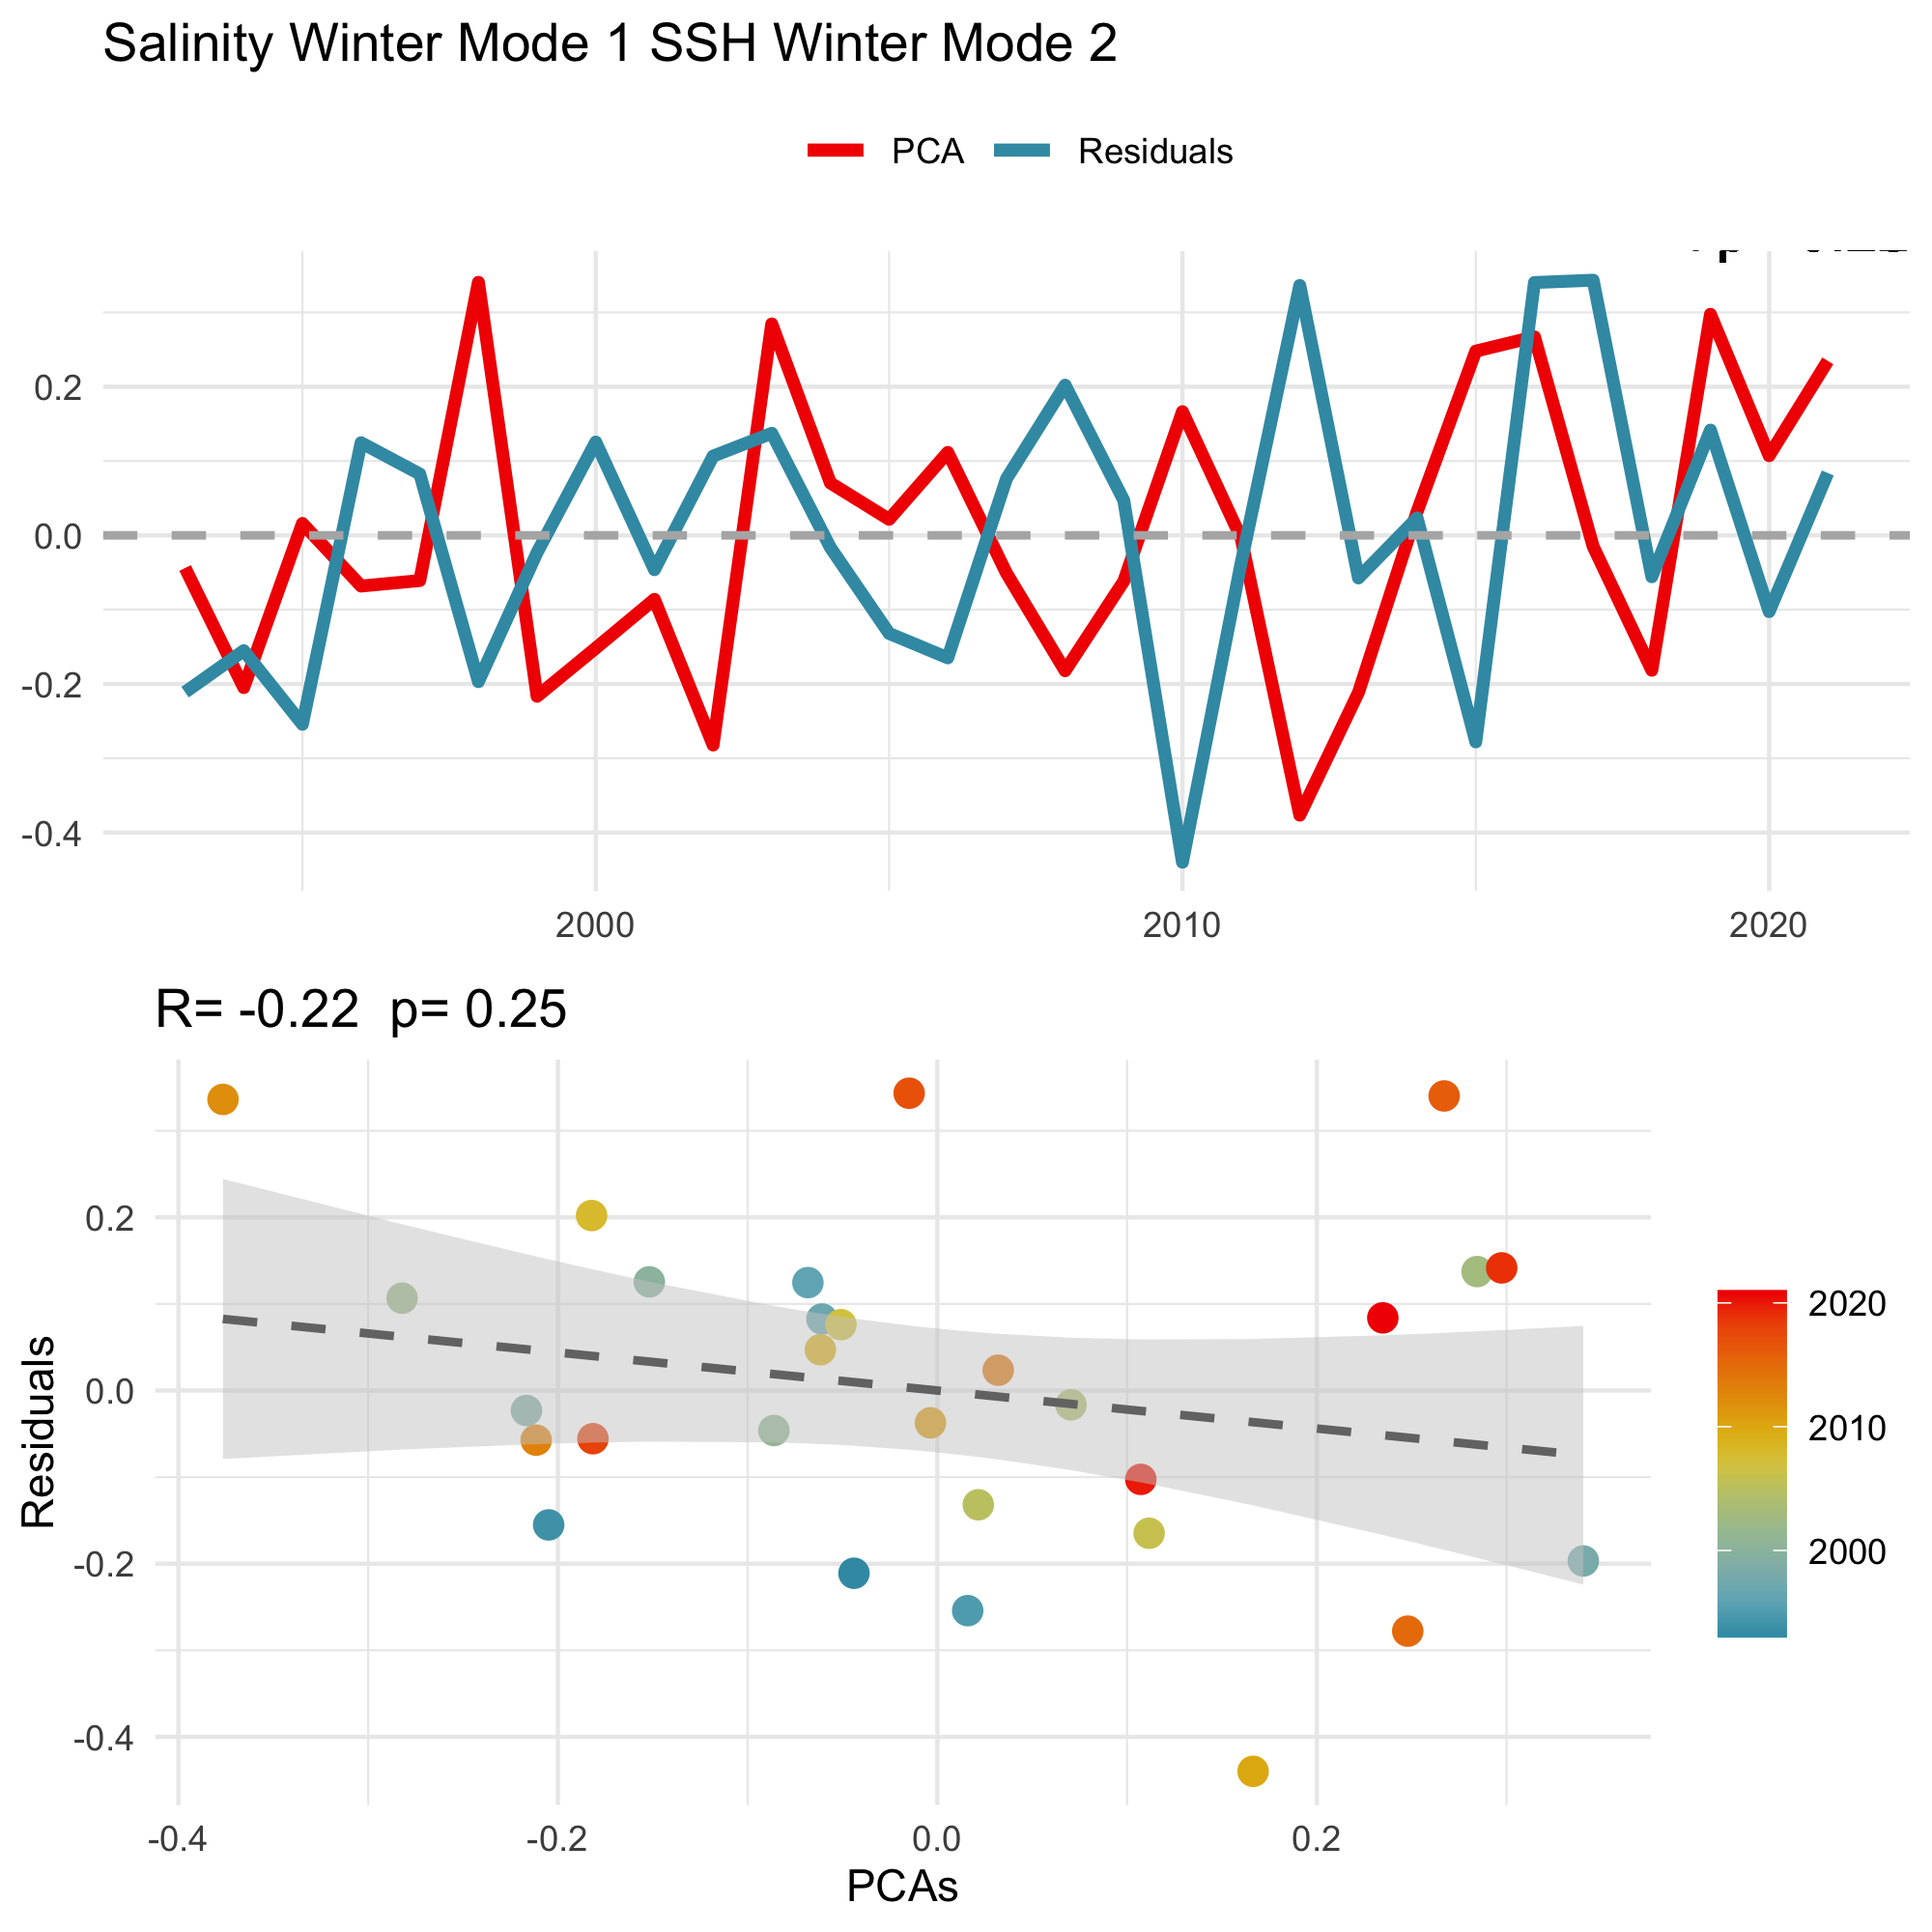 Salinity Winter Mode 1 SSH Winter Mode 2
PCA Residuals
0.2
0.0
-0.2
-0.4
2000 2010 2020
R= -0.22 p= 0.25
Residuals
0.2
0.0
-0.2
-0.4
-0.4 -0.2 0.0 0.2
PCAs
2020
2010
2000